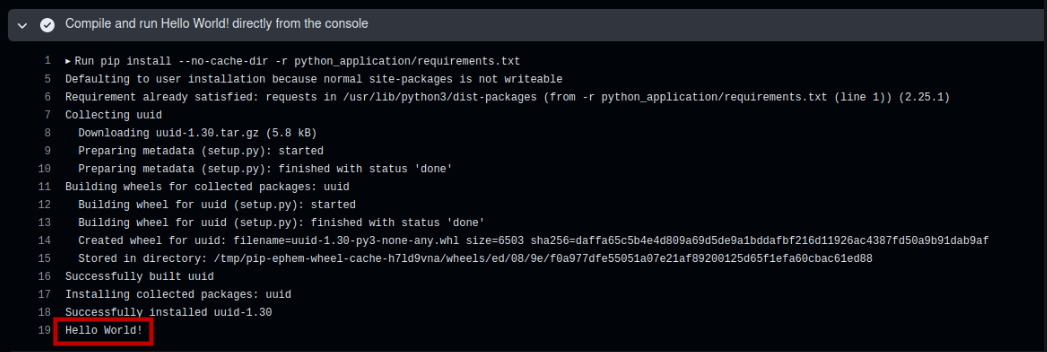 Compile and run Hello World! directly from the console
1 ▸ Run pip install --no-cache-dir -r python_application/requirements.txt
5 Defaulting to user installation because normal site-packages is not writeable
6 Requirement already satisfied: requests in /usr/lib/python3/dist-packages (from -r python_application/requirements.txt (line 1)) (2.25.1)
7 Collecting uuid
8 Downloading uuid-1.30.tar.gz (5.8 kB)
9 Preparing metadata (setup.py): started
10 Preparing metadata (setup.py): finished with status 'done'
11 Building wheels for collected packages: uuid
12 Building wheel for uuid (setup.py): started
13 Building wheel for uuid (setup.py): finished with status 'done'
14 Created wheel for uuid: filename=uuid-1.30-py3-none-any.whl size=6503 sha256=daffa65c5b4e4d809a69d5de9a1bddafbf216d11926ac4387fd50a9b91dab9af
15 Stored in directory: /tmp/pip-ephem-wheel-cache-h7ld9vna/wheels/ed/08/9e/f0a977dfe55051a07e21af89200125d65f1efa60cbac61ed88
16 Successfully built uuid
17 Installing collected packages: uuid
18 Successfully installed uuid-1.30
19 Hello World!